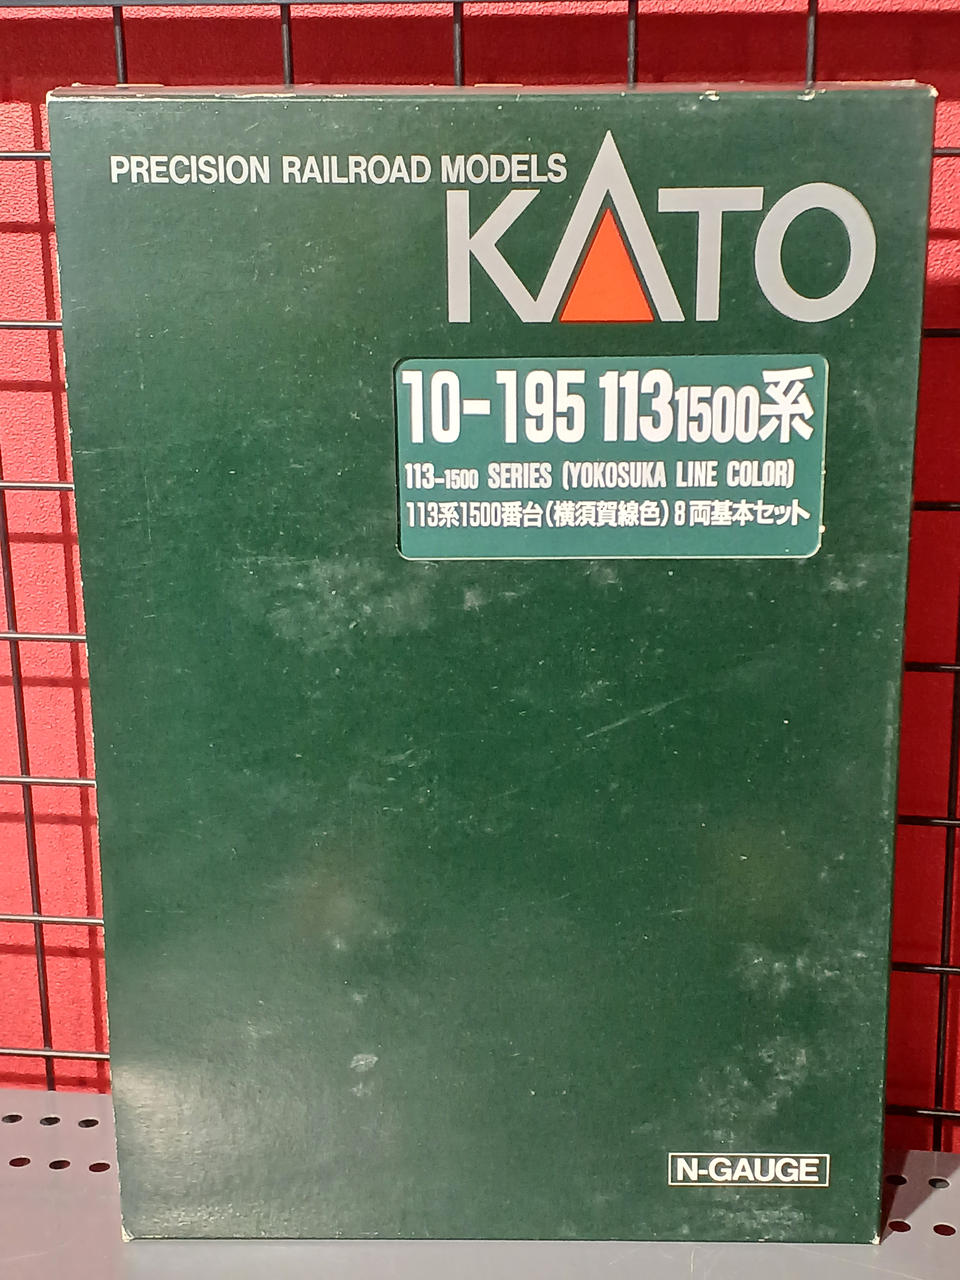 PRECISION RAILROAD MODELS
KATO
10-195 113 1500系
113-1500 SERIES (YOKOSUKA LINE COLOR)
113系1500番台(横須賀線色)8両基本セット
N-GAUGE